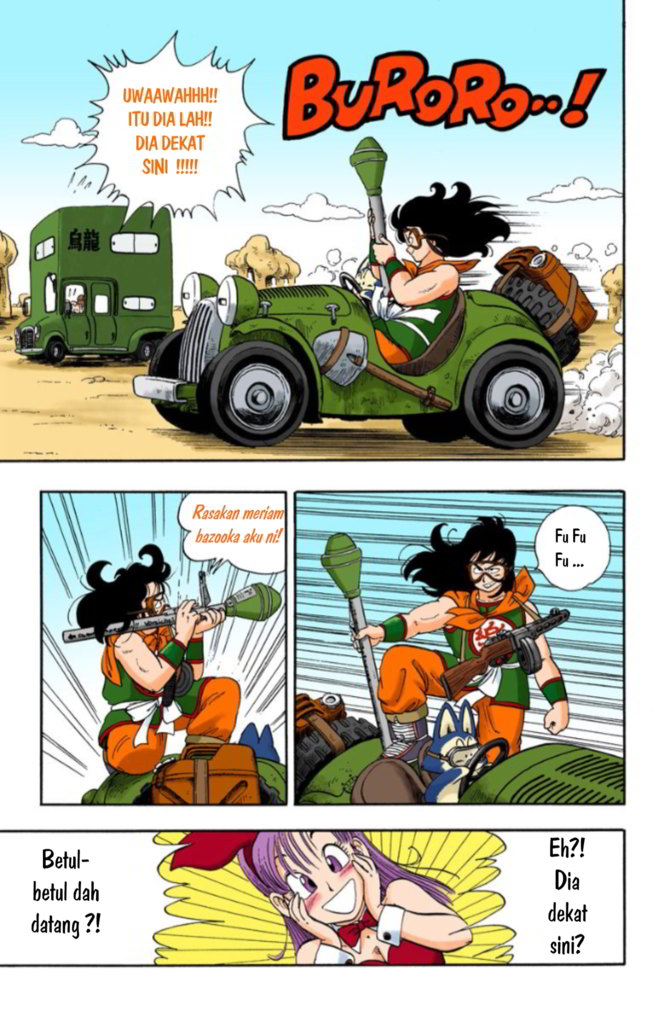 UWAAWAHHH!!
ITU DIA LAH!!
DIA DEKAT
SINI !!!!!
BURORO..!
烏龍
!!
Rasakan meriam
bazooka aku ni!
Fu Fu
Fu ...
Betul-
betul dah
datang ?!
Eh?!
Dia
dekat
sini?